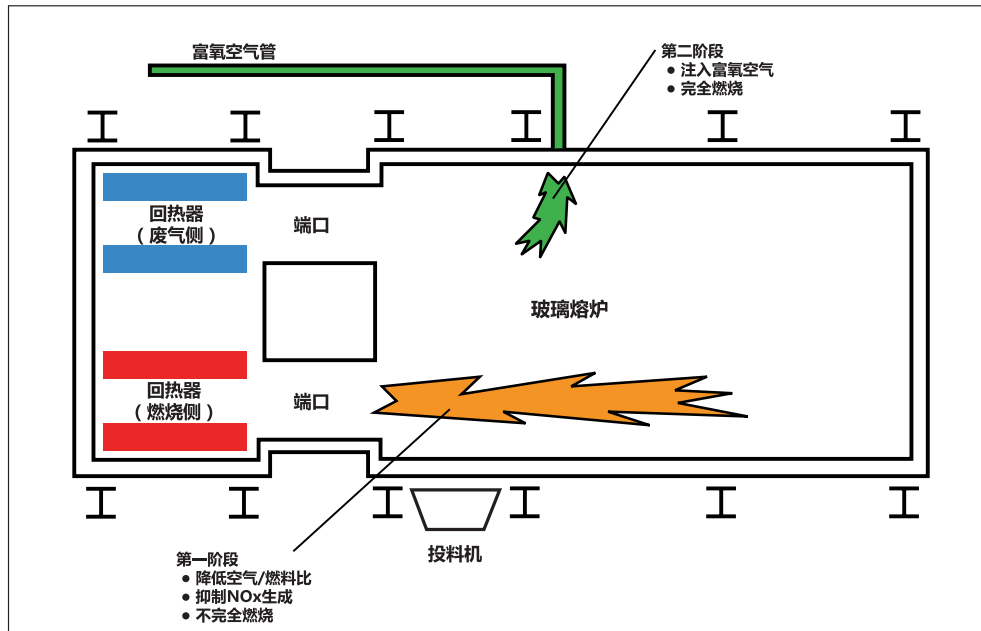 富氧空气管
第二阶段
● 注入富氧空气
● 完全燃烧
回热器
（废气侧）
端口
玻璃熔炉
回热器
（燃烧侧）
端口
投料机
第一阶段
● 降低空气/燃料比
● 抑制NOx生成
● 不完全燃烧